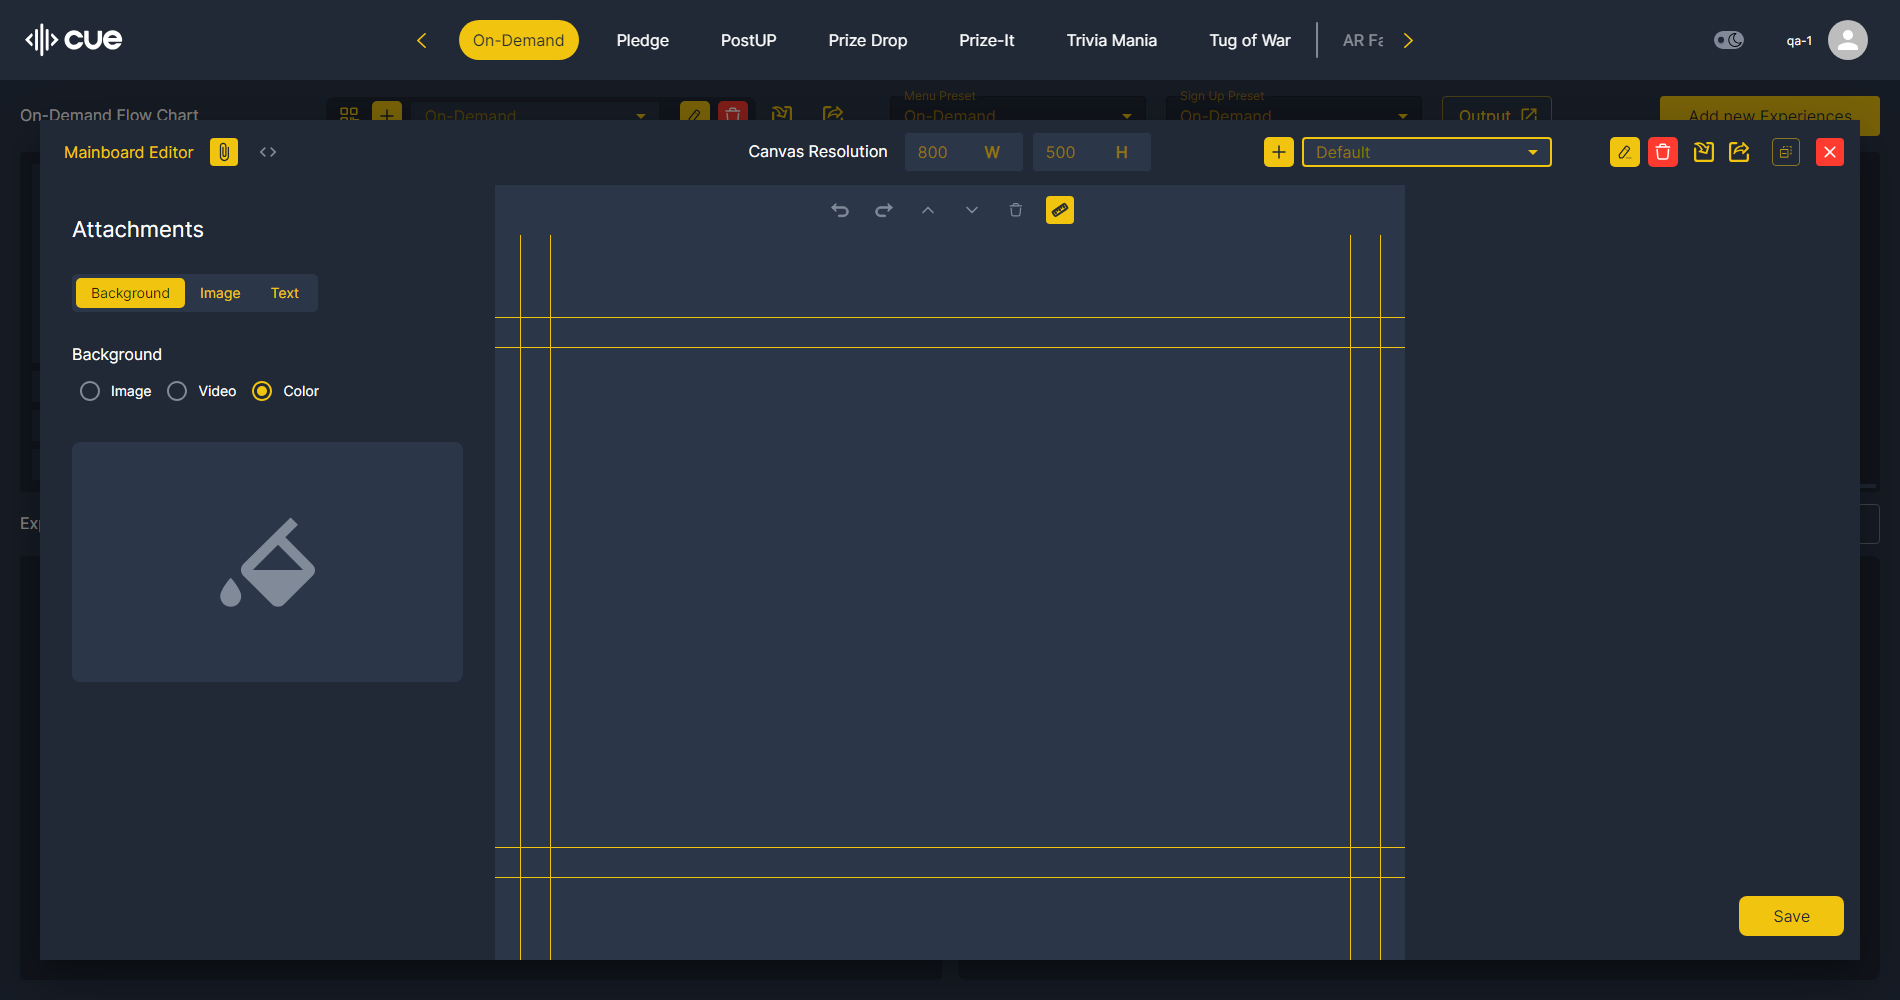 cue
On-Demand
Pledge
PostUP
Prize Drop
Prize-It
Trivia Mania
Tug of War
AR Fa
qa-1
On-Demand Flow Chart
On-Demand
Menu Preset
On-Demand
Sign Up Preset
On-Demand
Output
Add new Experiences
Mainboard Editor
Canvas Resolution
800 W
500 H
Default
Attachments
Background
Image
Text
Background
Image
Video
Color
Exp
Save